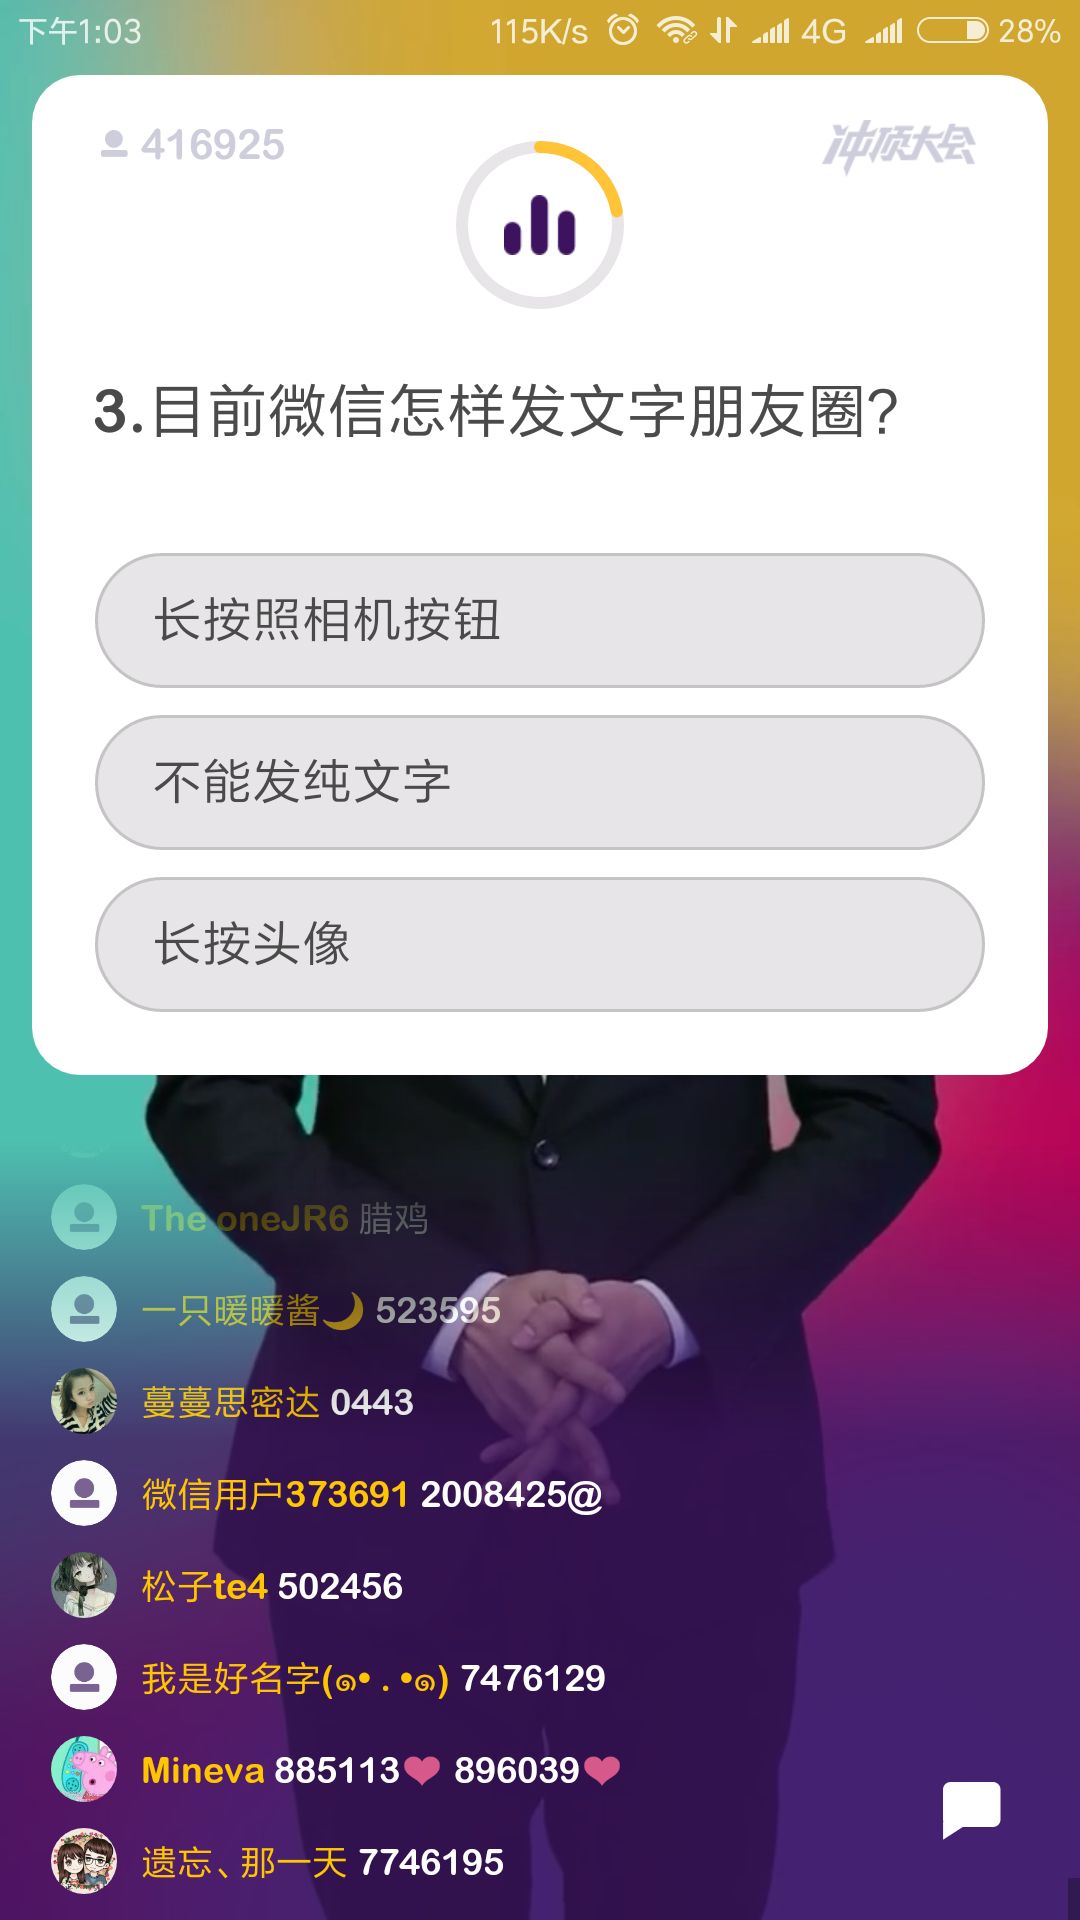 下午1:03 115K/s 4G 28%
416925 冲顶大会
3.目前微信怎样发文字朋友圈?
长按照相机按钮
不能发纯文字
长按头像
The oneJR6 腊鸡
一只暖暖酱🌙 523595
蔓蔓思密达 0443
微信用户373691 2008425@
松子te4 502456
我是好名字(๑• . •๑) 7476129
Mineva 885113❤ 896039❤
遗忘、那一天 7746195